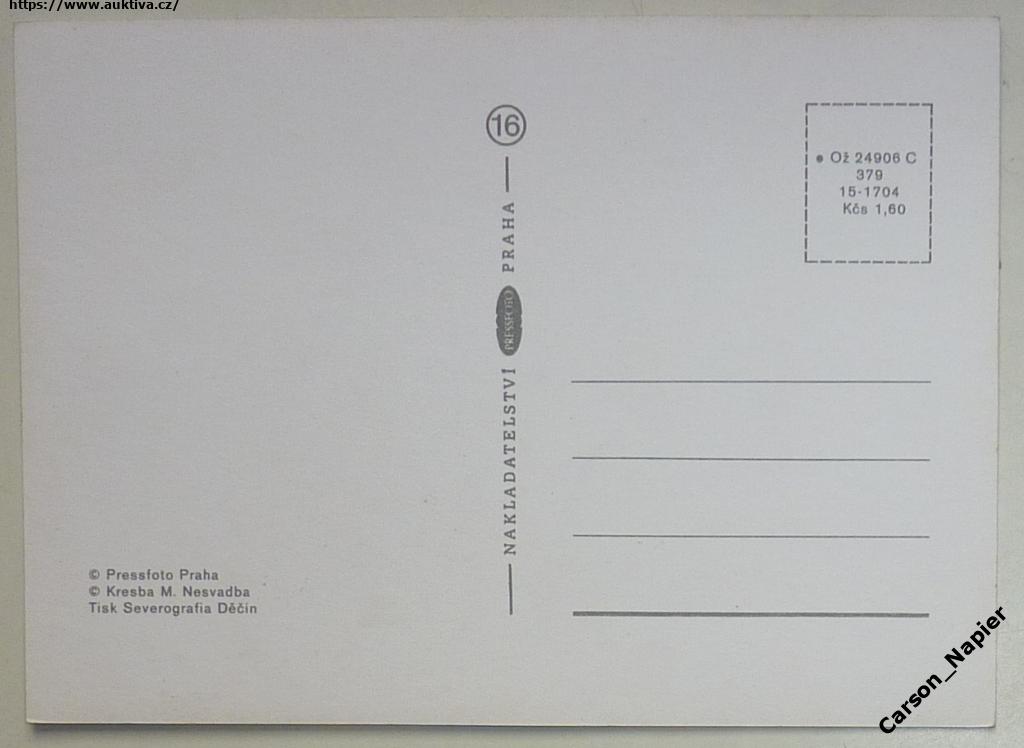 https://www.auktiva.cz/
16
NAKLADATELSTVÍ PRESSFOTO PRAHA
• Ož 24906 C
379
15-1704
Kčs 1,60
© Pressfoto Praha
© Kresba M. Nesvadba
Tisk Severografia Děčín
Carson_Napier